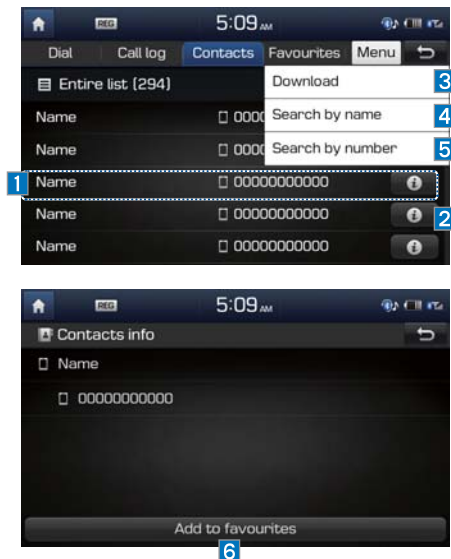 REG 5:09 AM
Dial Call log Contacts Favourites Menu
Entire list (294)
Download 3
Name 0000 Search by name 4
Name 0000 Search by number 5
1 Name 00000000000
Name 00000000000 2
Name 00000000000
REG 5:09 AM
Contacts info
Name
00000000000
Add to favourites
6